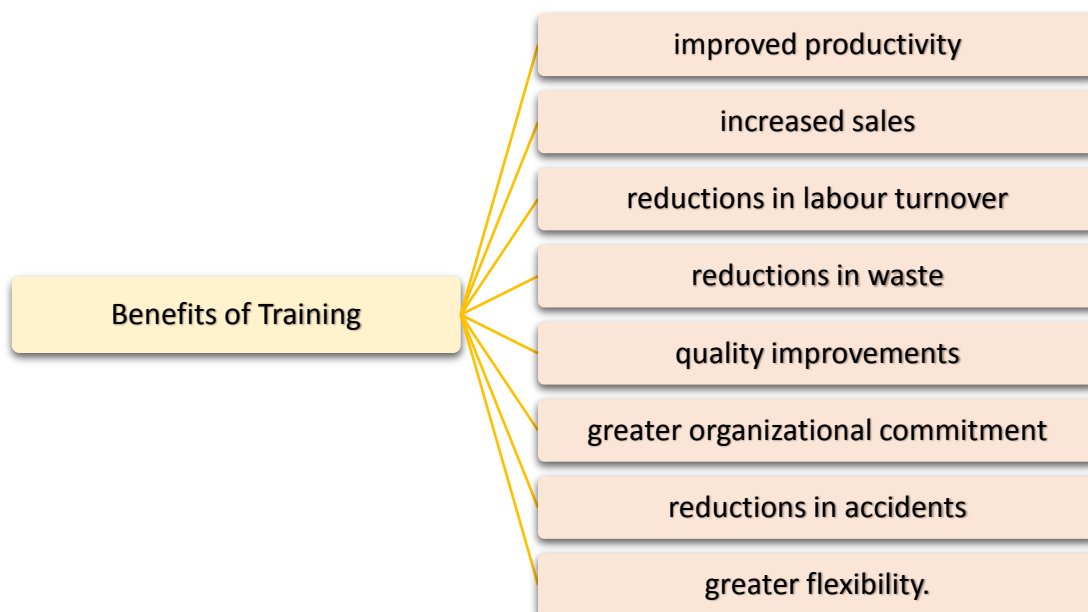 improved productivity
increased sales
reductions in labour turnover
reductions in waste
Benefits of Training
quality improvements
greater organizational commitment
reductions in accidents
greater flexibility.